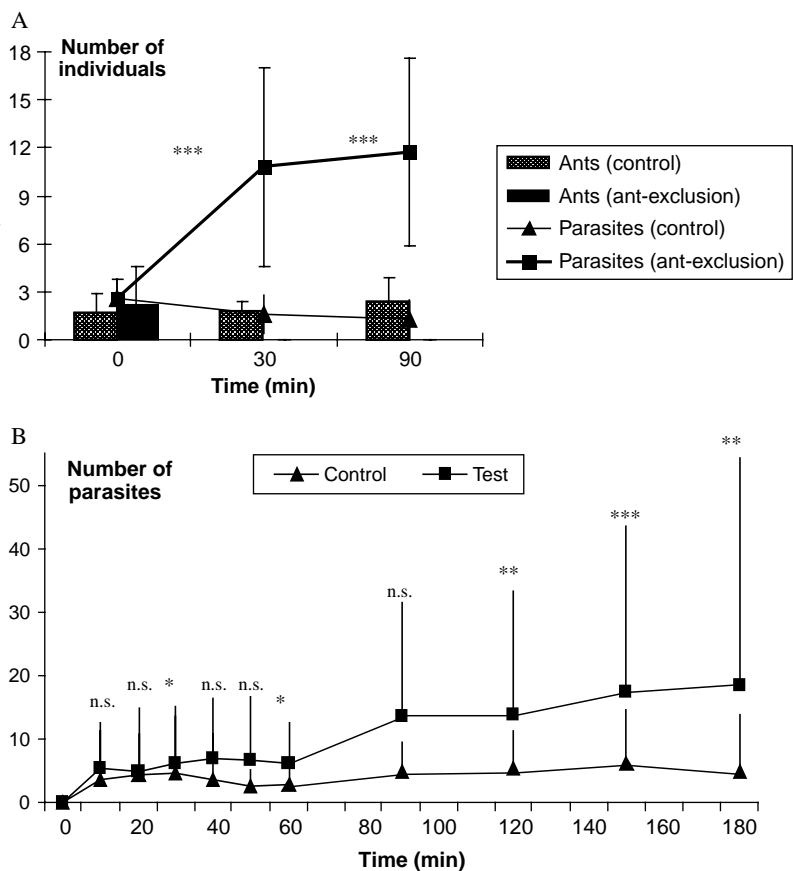 A
Number of
individuals
18
15
12
9
6
3
0
***
***
0 30 90
Time (min)
Ants (control)
Ants (ant-exclusion)
Parasites (control)
Parasites (ant-exclusion)
B
Number of
parasites
Control Test
50
40
30
20
10
0
n.s. n.s. * n.s. n.s. * n.s. ** *** **
0 20 40 60 80 100 120 140 160 180
Time (min)